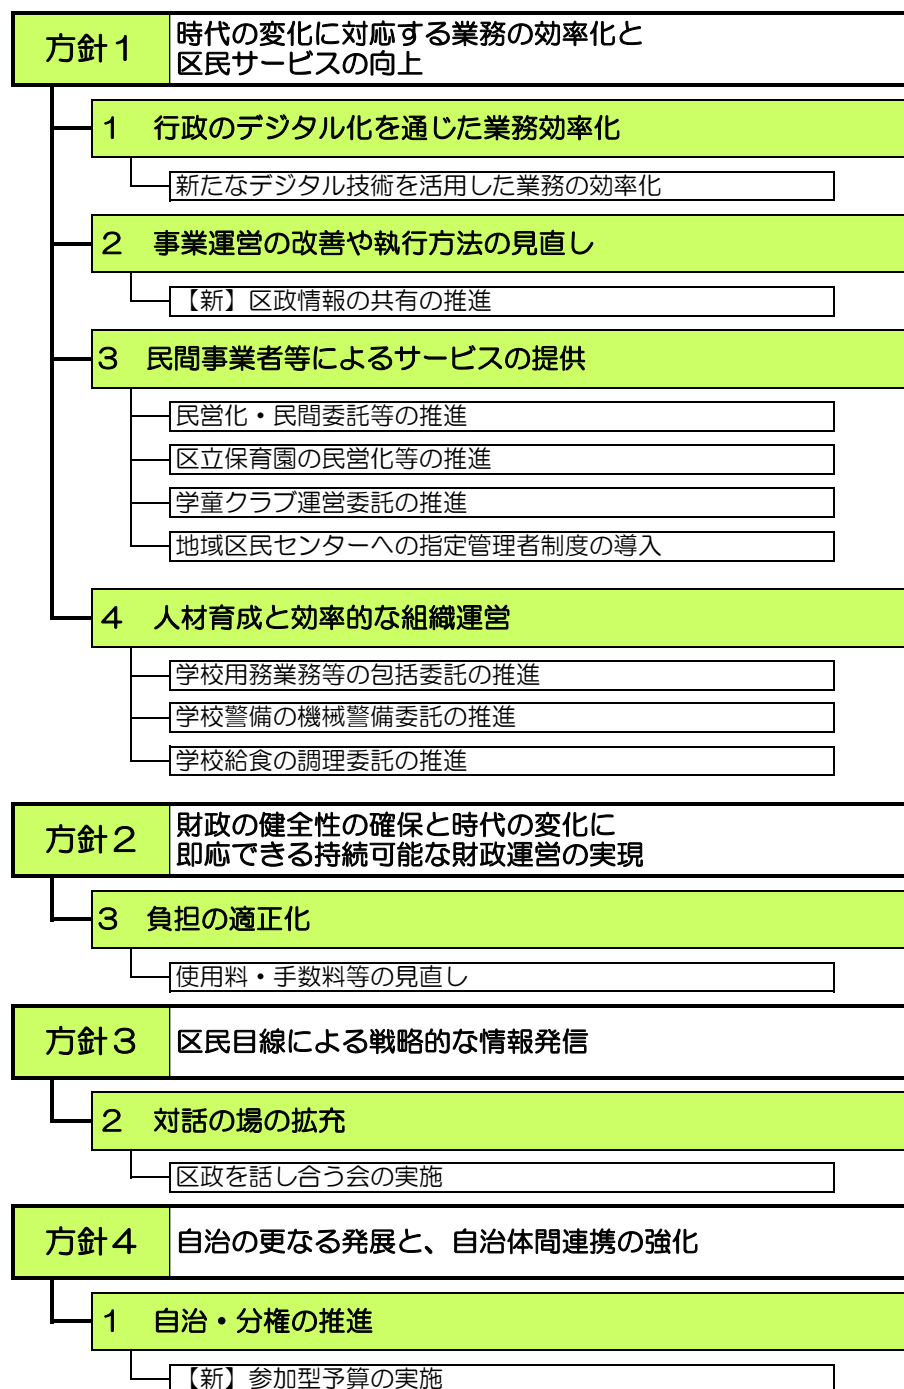 方針１
時代の変化に対応する業務の効率化と
区民サービスの向上
１　行政のデジタル化を通じた業務効率化
新たなデジタル技術を活用した業務の効率化
２　事業運営の改善や執行方法の見直し
【新】区政情報の共有の推進
３　民間事業者等によるサービスの提供
民営化・民間委託等の推進
区立保育園の民営化等の推進
学童クラブ運営委託の推進
地域区民センターへの指定管理者制度の導入
４　人材育成と効率的な組織運営
学校用務業務等の包括委託の推進
学校警備の機械警備委託の推進
学校給食の調理委託の推進
方針２
財政の健全性の確保と時代の変化に
即応できる持続可能な財政運営の実現
３　負担の適正化
使用料・手数料等の見直し
方針３
区民目線による戦略的な情報発信
２　対話の場の拡充
区政を話し合う会の実施
方針４
自治の更なる発展と、自治体間連携の強化
１　自治・分権の推進
【新】参加型予算の実施